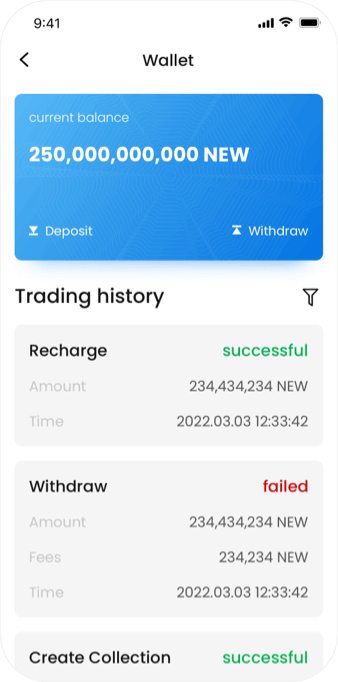 9:41
Wallet
current balance
250,000,000,000 NEW
Deposit Withdraw
Trading history
Recharge successful
Amount 234,434,234 NEW
Time 2022.03.03 12:33:42
Withdraw failed
Amount 234,434,234 NEW
Fees 234,234 NEW
Time 2022.03.03 12:33:42
Create Collection successful